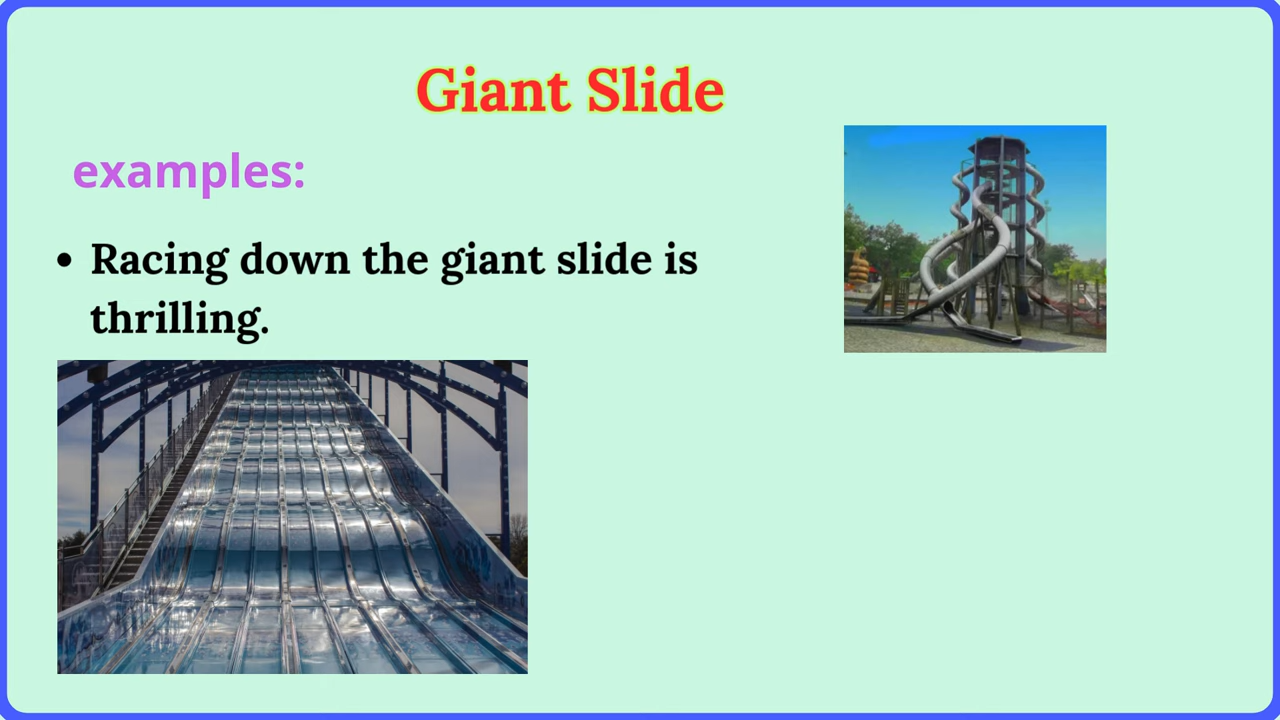 Giant Slide
examples:
• Racing down the giant slide is
thrilling.